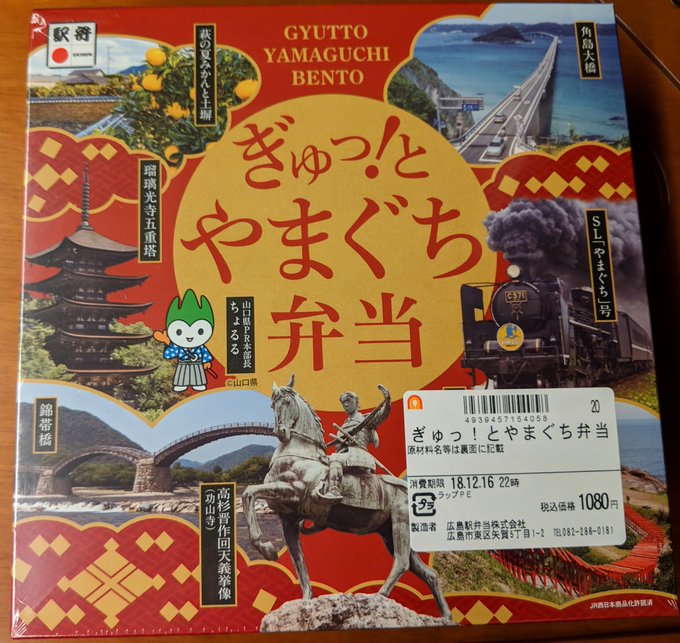 駅弁
EKIBEN
萩の夏みかんと土塀
GYUTTO
YAMAGUCHI
BENTO
角島大橋
ぎゅっ!と
やまぐち
弁当
瑠璃光寺五重塔
SL「やまぐち」号
C571
山口県PR本部長
ちょるる
©山口県
錦帯橋
高杉晋作回天義挙像
(功山寺)
4939457154058
20
ぎゅっ!とやまぐち弁当
原材料名等は裏面に記載
消費期限 18.12.16 22時
プラ
ラップPE
税込価格 1080円
製造者 広島駅弁当株式会社
広島市東区矢賀5丁目1-2 TEL082-286-0181
JR西日本商品化許諾済